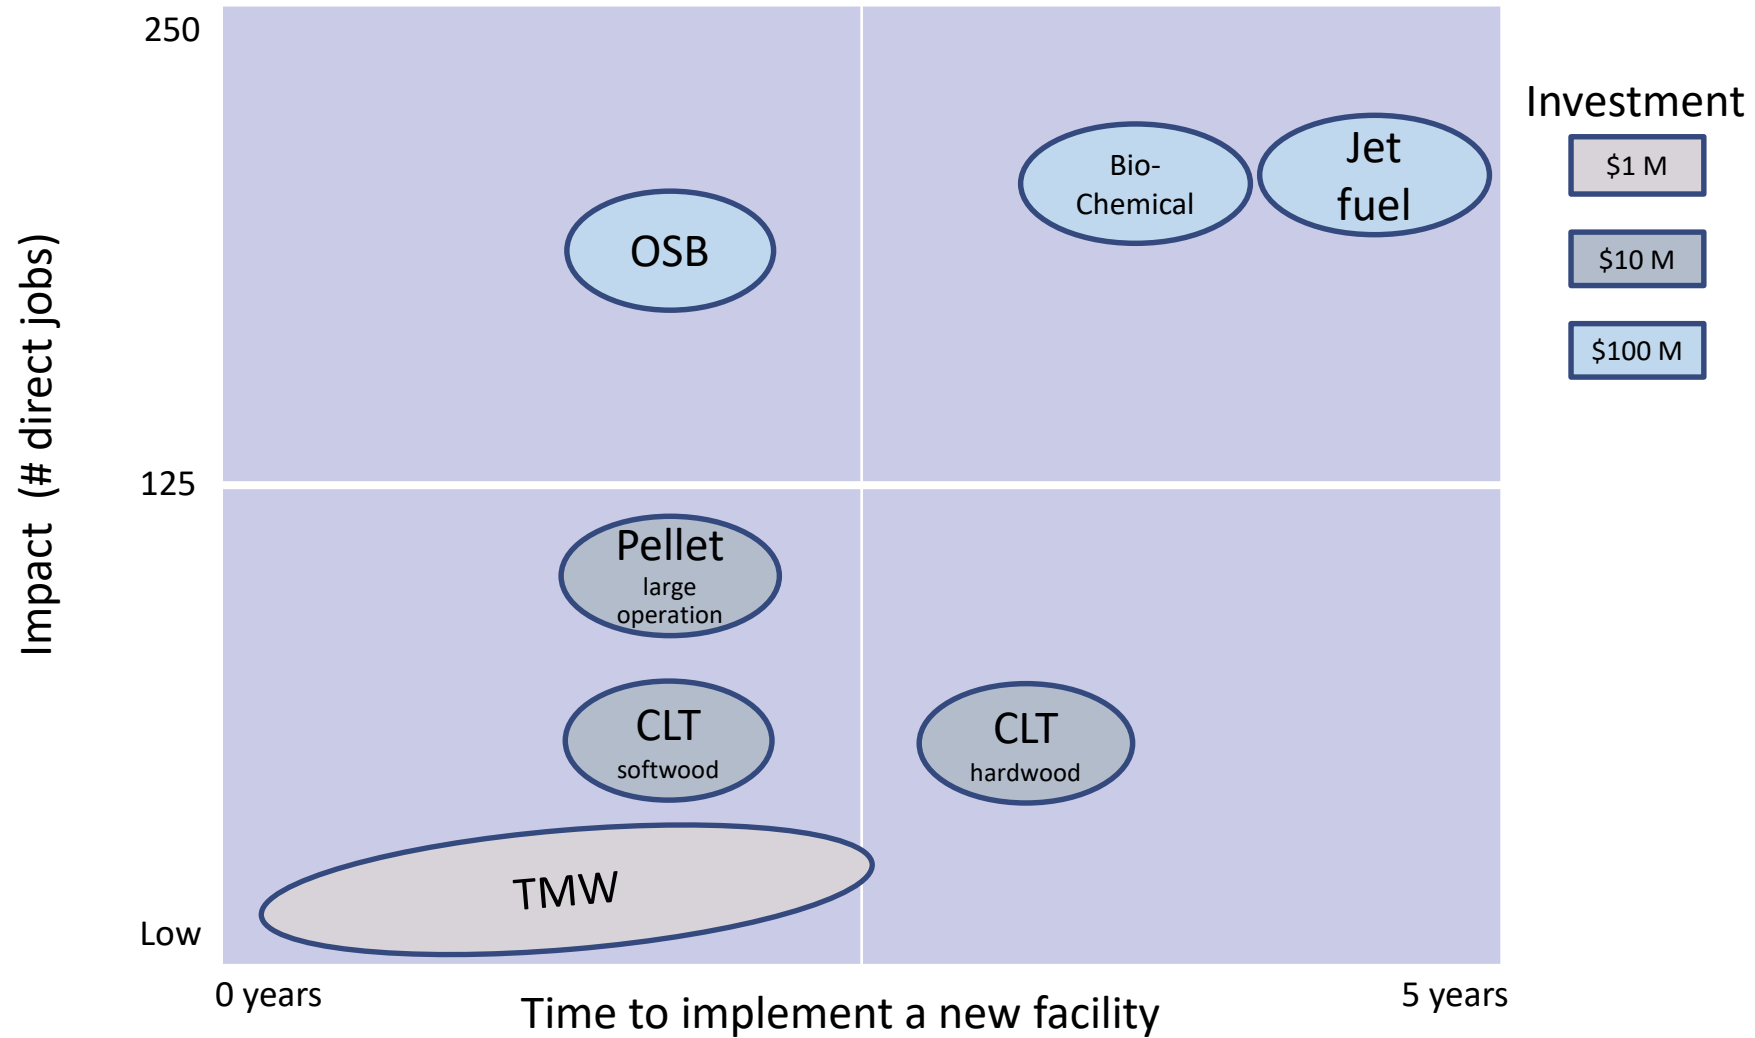 250
Investment
Jet
fuel
Bio-
Chemical
$1 M
OSB
$10 M
$100 M
Impact (# direct jobs)
125
Pellet
large
operation
CLT
softwood
CLT
hardwood
TMW
Low
0 years
5 years
Time to implement a new facility